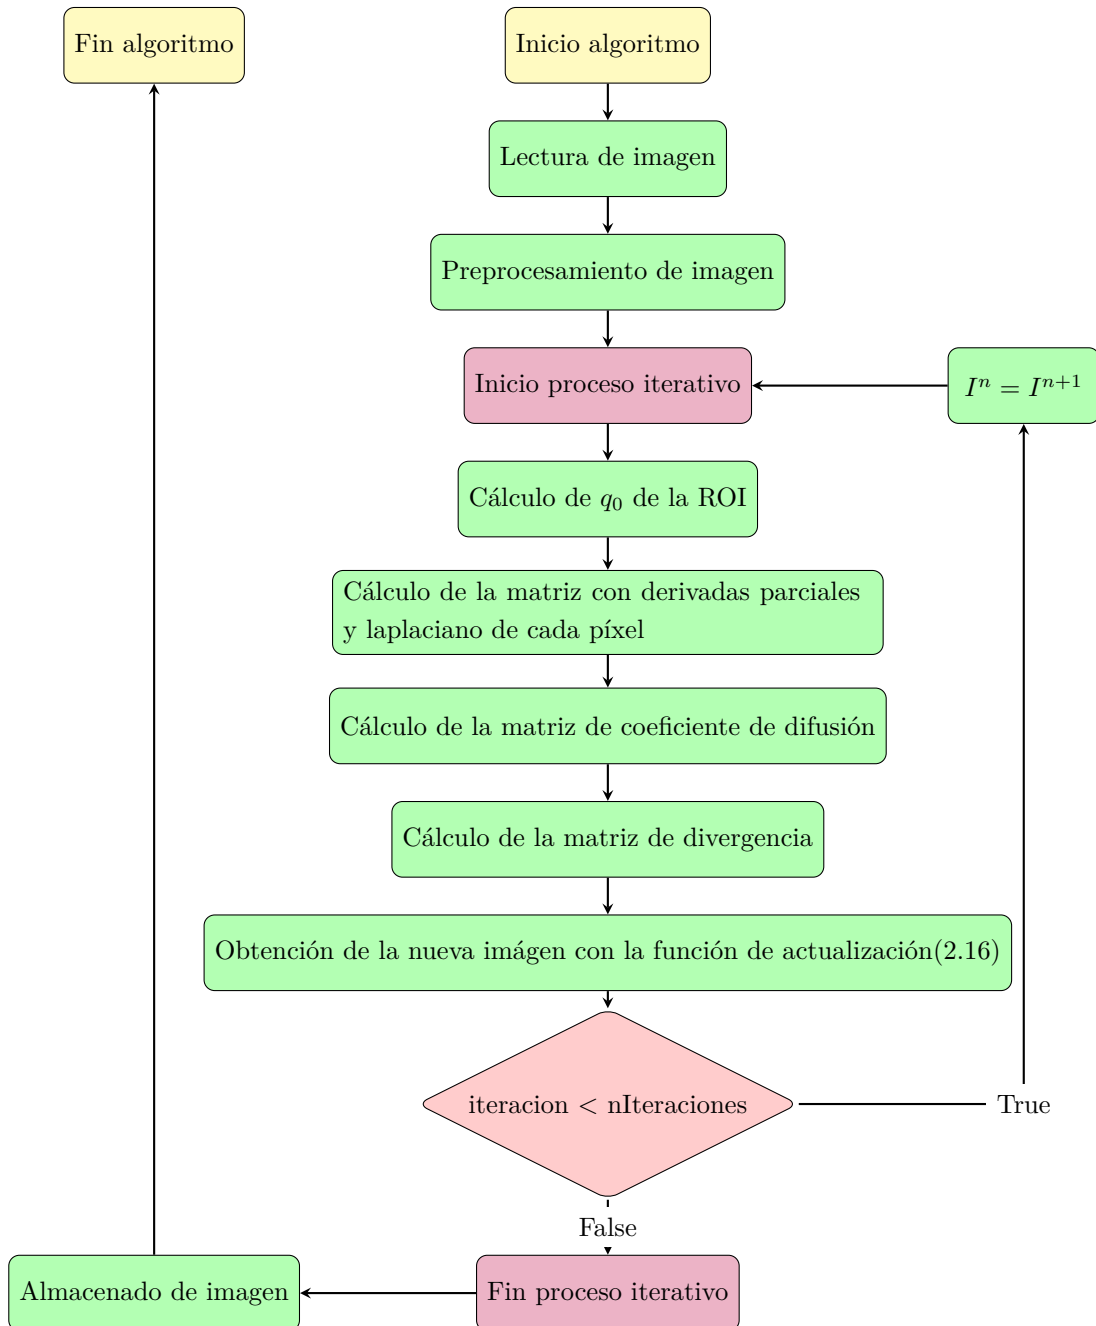 Fin algoritmo
Inicio algoritmo
Lectura de imagen
Preprocesamiento de imagen
Inicio proceso iterativo
$I^n = I^{n+1}$
Cálculo de $q_0$ de la ROI
Cálculo de la matriz con derivadas parciales
y laplaciano de cada píxel
Cálculo de la matriz de coeficiente de difusión
Cálculo de la matriz de divergencia
Obtención de la nueva imágen con la función de actualización(2.16)
iteracion < nIteraciones
True
False
Almacenado de imagen
Fin proceso iterativo